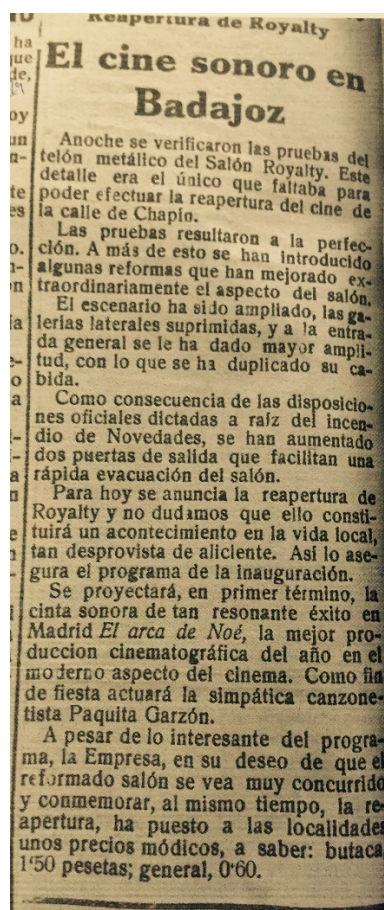 Reapertura de Royalty
El cine sonoro en
Badajoz
Anoche se verificaron las pruebas del
telón metálico del Salón Royalty. Este
detalle era el único que faltaba para
poder efectuar la reapertura del cine de
la calle de Chapín.
Las pruebas resultaron a la perfec-
ción. A más de esto se han introducido
algunas reformas que han mejorado ex-
traordinariamente el aspecto del salón.
El escenario ha sido ampliado, las ga-
lerías laterales suprimidas, y a la entra-
da general se le ha dado mayor ampli-
tud, con lo que se ha duplicado su ca-
bida.
Como consecuencia de las disposicio-
nes oficiales dictadas a raíz del incen-
dio de Novedades, se han aumentado
dos puertas de salida que facilitan una
rápida evacuación del salón.
Para hoy se anuncia la reapertura de
Royalty y no dudamos que ello consti-
tuirá un acontecimiento en la vida local,
tan desprovista de aliciente. Así lo ase-
gura el programa de la inauguración.
Se proyectará, en primer término, la
cinta sonora de tan resonante éxito en
Madrid El arca de Noé, la mejor pro-
duccion cinematográfica del año en el
moderno aspecto del cinema. Como fin
de fiesta actuará la simpática canzone-
tista Paquita Garzón.
A pesar de lo interesante del progra-
ma, la Empresa, en su deseo de que el
reformado salón se vea muy concurrido
y conmemorar, al mismo tiempo, la re-
apertura, ha puesto a las localidades
unos precios módicos, a saber: butaca,
1'50 pesetas; general, 0'60.